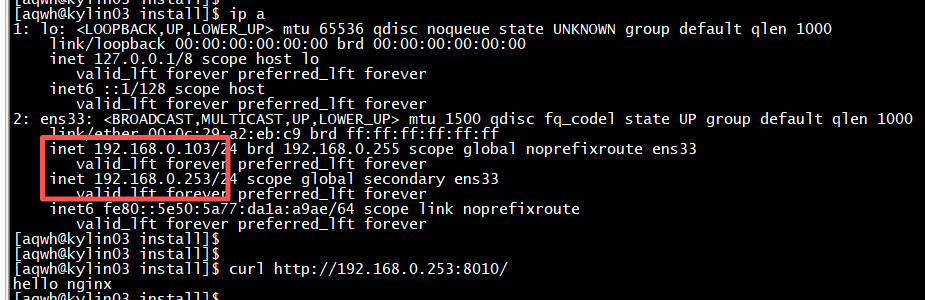 [aqwh@kylin03 install]$ ip a
1: lo: <LOOPBACK,UP,LOWER_UP> mtu 65536 qdisc noqueue state UNKNOWN group default qlen 1000
    link/loopback 00:00:00:00:00:00 brd 00:00:00:00:00:00
    inet 127.0.0.1/8 scope host lo
       valid_lft forever preferred_lft forever
    inet6 ::1/128 scope host
       valid_lft forever preferred_lft forever
2: ens33: <BROADCAST,MULTICAST,UP,LOWER_UP> mtu 1500 qdisc fq_codel state UP group default qlen 1000
    link/ether 00:0c:29:a2:eb:c9 brd ff:ff:ff:ff:ff:ff
    inet 192.168.0.103/24 brd 192.168.0.255 scope global noprefixroute ens33
       valid_lft forever preferred_lft forever
    inet 192.168.0.253/24 scope global secondary ens33
       valid_lft forever preferred_lft forever
    inet6 fe80::5e50:5a77:da1a:a9ae/64 scope link noprefixroute
       valid_lft forever preferred_lft forever
[aqwh@kylin03 install]$
[aqwh@kylin03 install]$
[aqwh@kylin03 install]$ curl http://192.168.0.253:8010/
hello nginx
[aqwh@kylin03 install]$